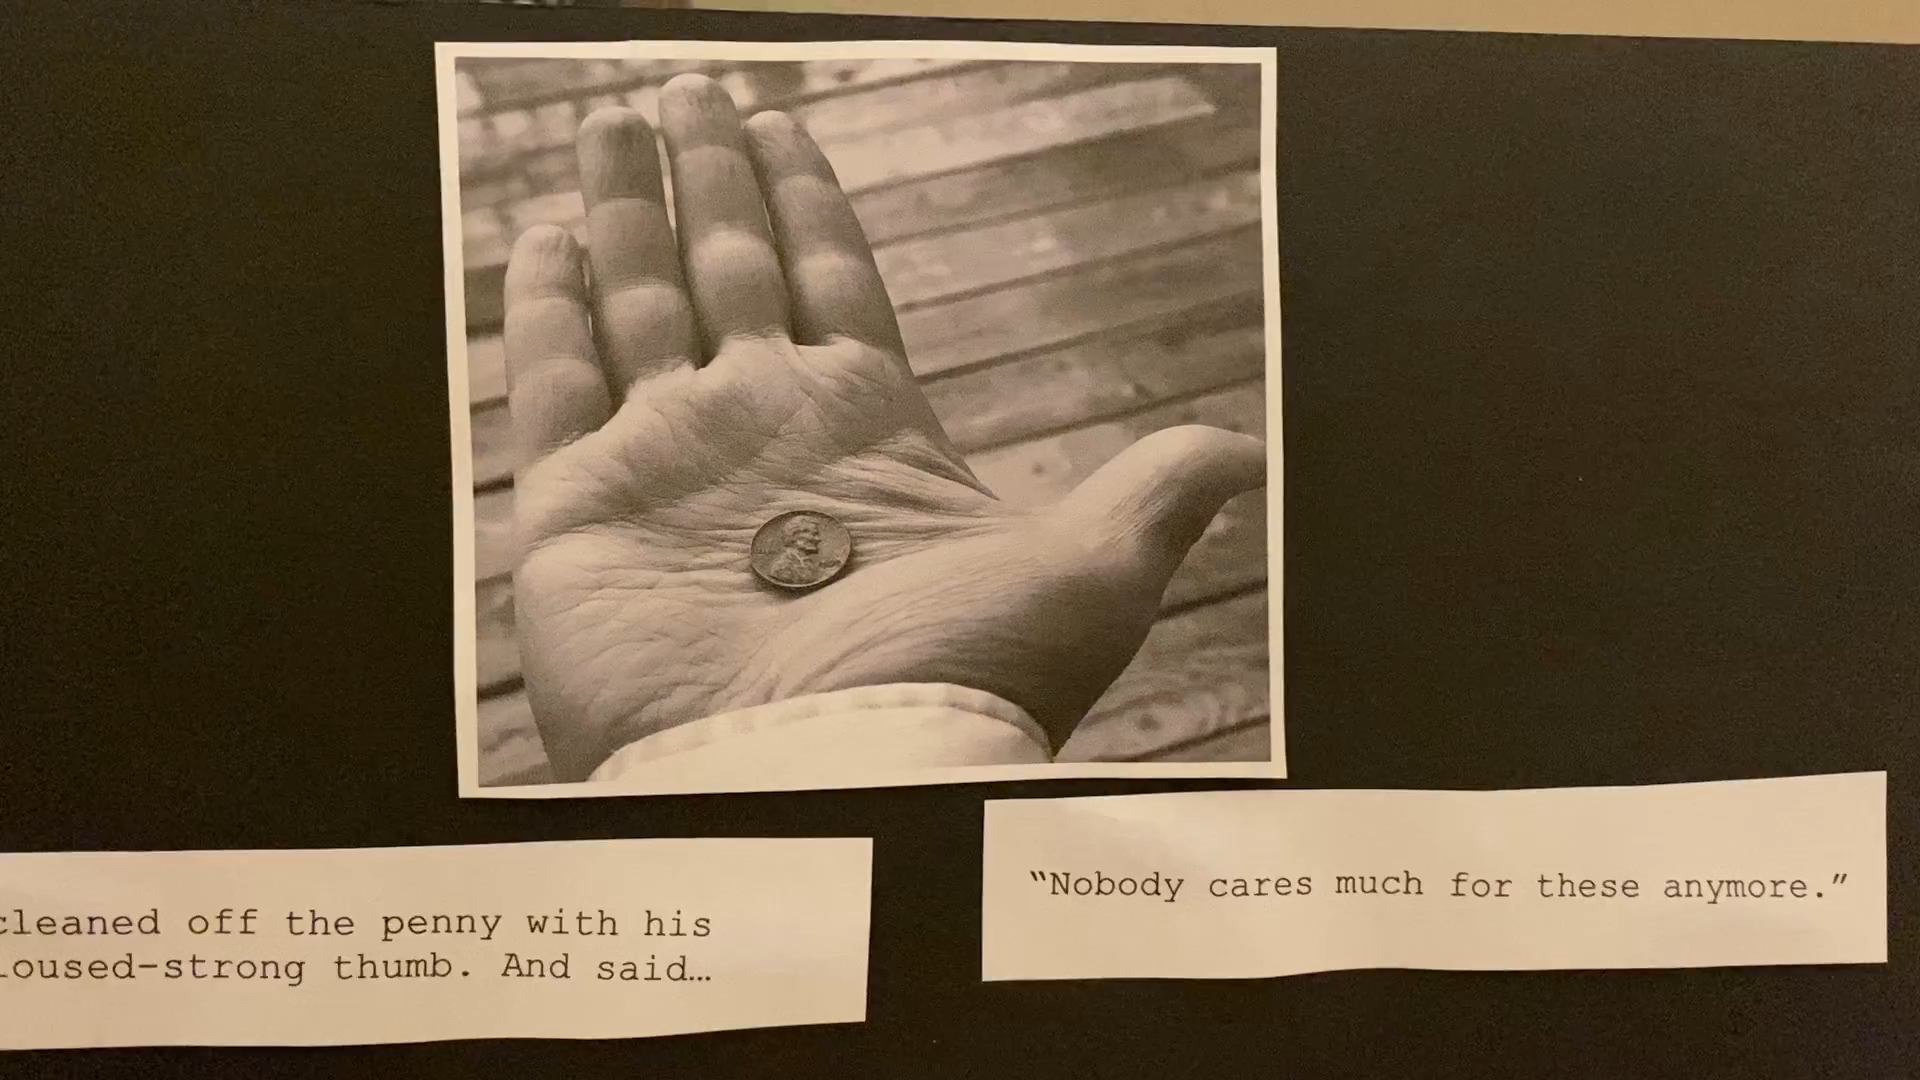 cleaned off the penny with his
loused-strong thumb. And said…
“Nobody cares much for these anymore.”